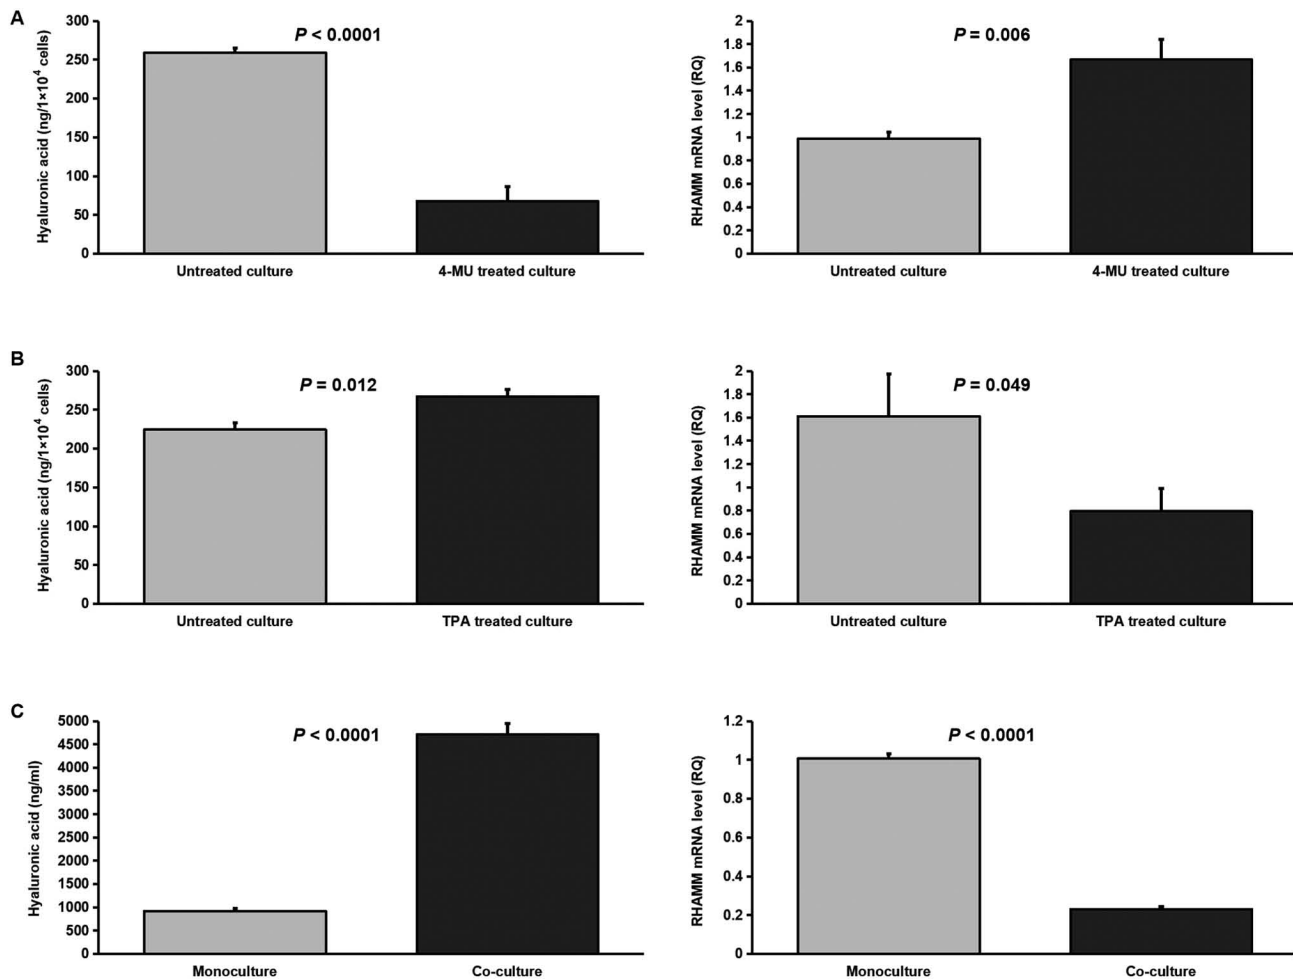 A
Hyaluronic acid (ng/1×10⁴ cells)
300
250
200
150
100
50
0
P < 0.0001
Untreated culture
4-MU treated culture
RHAMM mRNA level (RQ)
2
1.8
1.6
1.4
1.2
1
0.8
0.6
0.4
0.2
0
P = 0.006
Untreated culture
4-MU treated culture
B
Hyaluronic acid (ng/1×10⁴ cells)
300
250
200
150
100
50
0
P = 0.012
Untreated culture
TPA treated culture
RHAMM mRNA level (RQ)
2
1.8
1.6
1.4
1.2
1
0.8
0.6
0.4
0.2
0
P = 0.049
Untreated culture
TPA treated culture
C
Hyaluronic acid (ng/ml)
5000
4500
4000
3500
3000
2500
2000
1500
1000
500
0
P < 0.0001
Monoculture
Co-culture
RHAMM mRNA level (RQ)
1.2
1
0.8
0.6
0.4
0.2
0
P < 0.0001
Monoculture
Co-culture